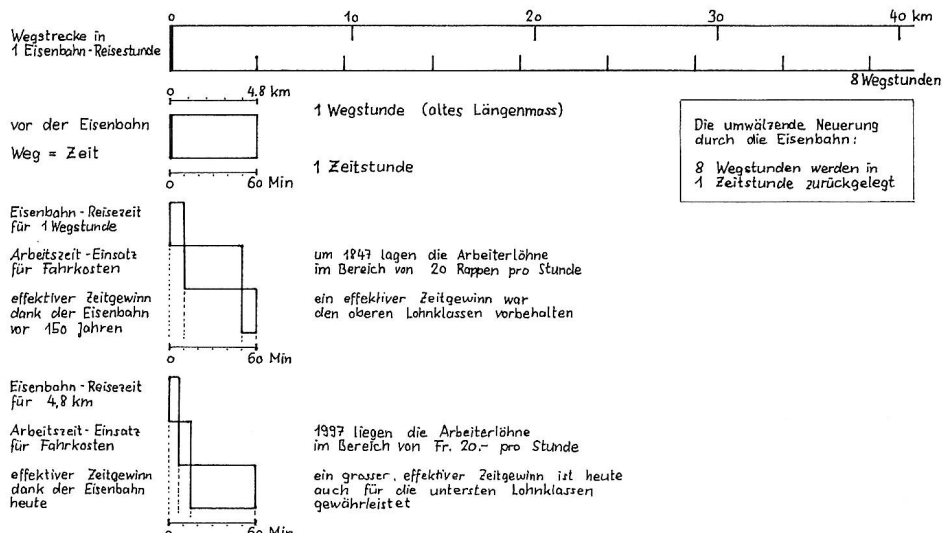 0 10 20 30 40 km
Wegstrecke in
1 Eisenbahn-Reisestunde
8 Wegstunden
0 4.8 km
1 Wegstunde (altes Längenmass)
vor der Eisenbahn
Weg = Zeit
1 Zeitstunde
0 60 Min
Die umwälzende Neuerung
durch die Eisenbahn:
8 Wegstunden werden in
1 Zeitstunde zurückgelegt
Eisenbahn-Reisezeit
für 1 Wegstunde
Arbeitszeit-Einsatz
für Fahrkosten
um 1847 lagen die Arbeiterlöhne
im Bereich von 20 Rappen pro Stunde
effektiver Zeitgewinn
dank der Eisenbahn
vor 150 Jahren
ein effektiver Zeitgewinn war
den oberen Lohnklassen vorbehalten
0 60 Min
Eisenbahn-Reisezeit
für 4,8 km
Arbeitszeit-Einsatz
für Fahrkosten
1997 liegen die Arbeiterlöhne
im Bereich von Fr. 20.- pro Stunde
effektiver Zeitgewinn
dank der Eisenbahn
heute
ein grosser, effektiver Zeitgewinn ist heute
auch für die untersten Lohnklassen
gewährleistet
0 60 Min